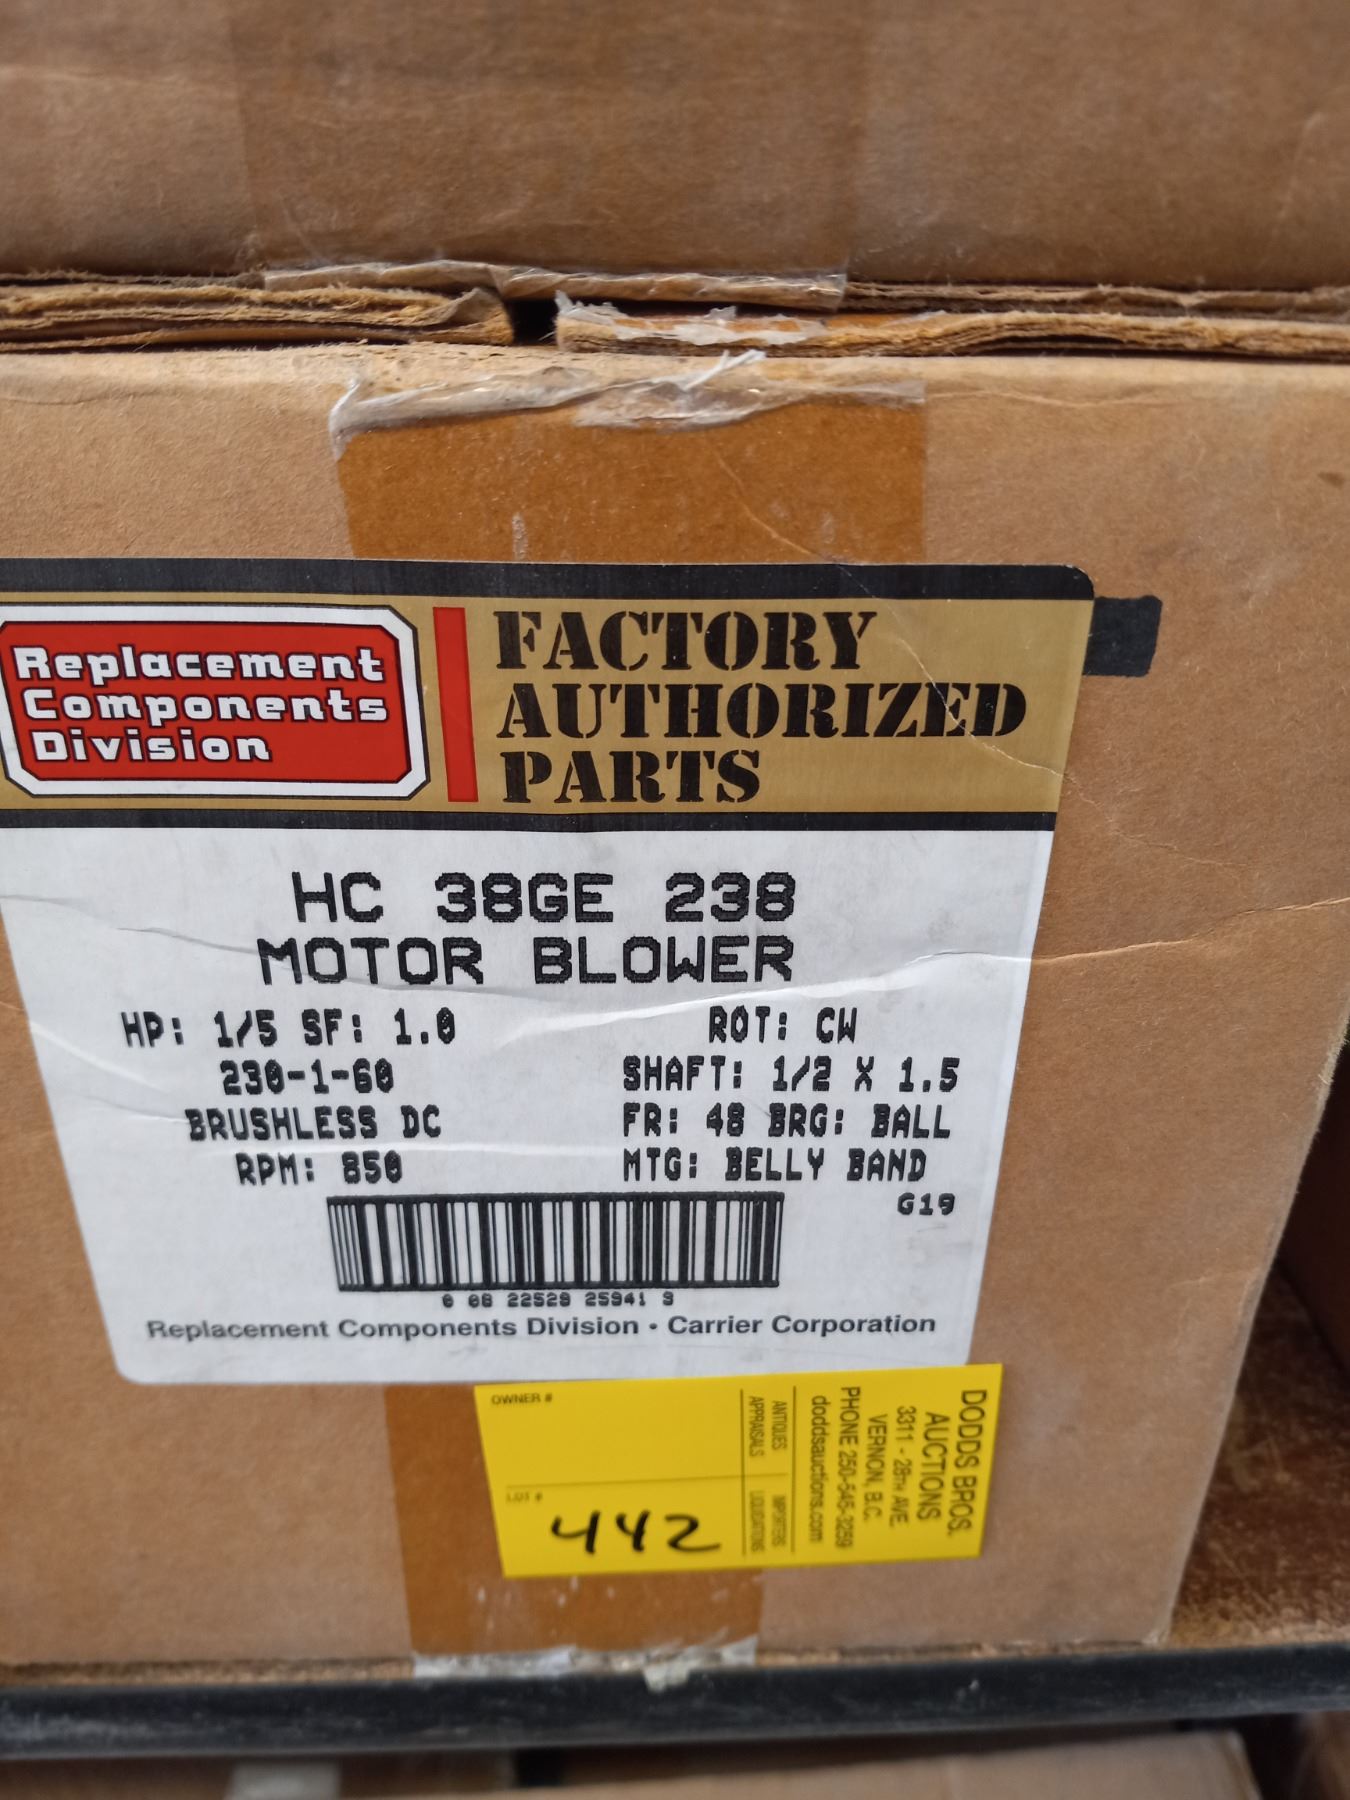 Replacement
Components
Division
FACTORY
AUTHORIZED
PARTS
HC 38GE 238
MOTOR BLOWER
HP: 1/5 SF: 1.0
230-1-60
BRUSHLESS DC
RPM: 850
ROT: CW
SHAFT: 1/2 X 1.5
FR: 48 BRG: BALL
MTG: BELLY BAND
G19
0 08 22529 25941 9
Replacement Components Division • Carrier Corporation
OWNER #
LOT #
442
DODDS BROS.
AUCTIONS
3311 - 28TH AVE.
VERNON, B.C.
PHONE 250-545-3259
doddsauctions.com
ANTIQUES
APPRAISALS
IMPORTERS
LIQUIDATIONS